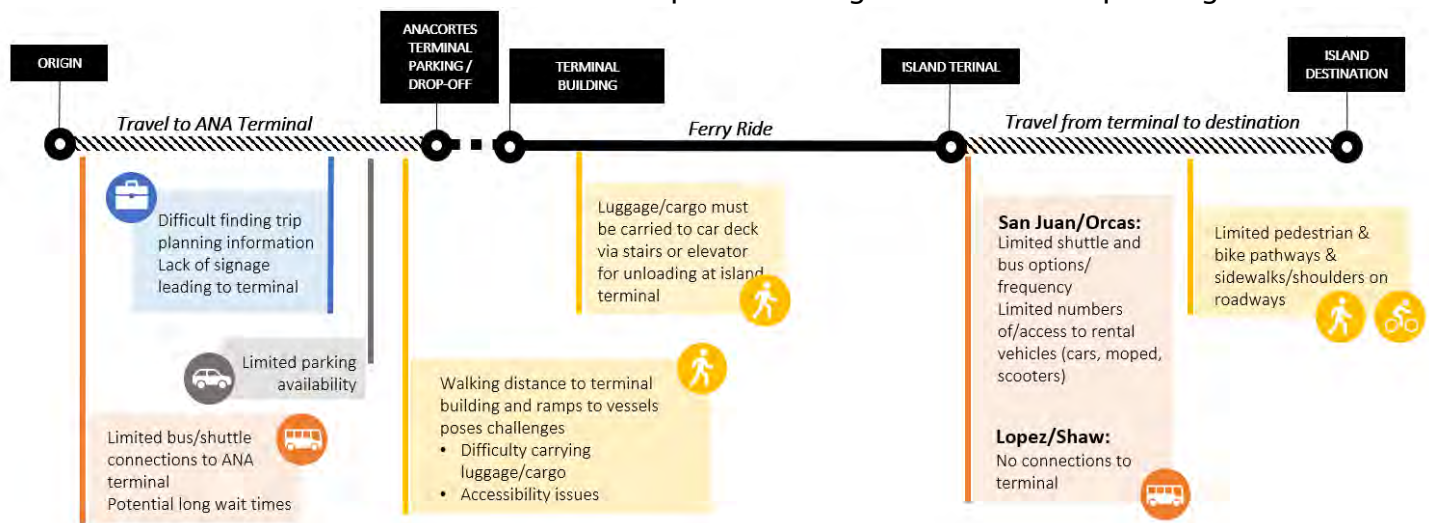 ORIGIN
ANACORTES
TERMINAL
PARKING /
DROP-OFF
TERMINAL
BUILDING
ISLAND TERINAL
ISLAND
DESTINATION
Travel to ANA Terminal
Ferry Ride
Travel from terminal to destination
Difficult finding trip
planning information
Lack of signage
leading to terminal
Limited parking
availability
Limited bus/shuttle
connections to ANA
terminal
Potential long wait times
Luggage/cargo must
be carried to car deck
via stairs or elevator
for unloading at island
terminal
Walking distance to terminal
building and ramps to vessels
poses challenges
• Difficulty carrying
luggage/cargo
• Accessibility issues
San Juan/Orcas:
Limited shuttle and
bus options/
frequency
Limited numbers
of/access to rental
vehicles (cars, moped,
scooters)
Lopez/Shaw:
No connections to
terminal
Limited pedestrian &
bike pathways &
sidewalks/shoulders on
roadways